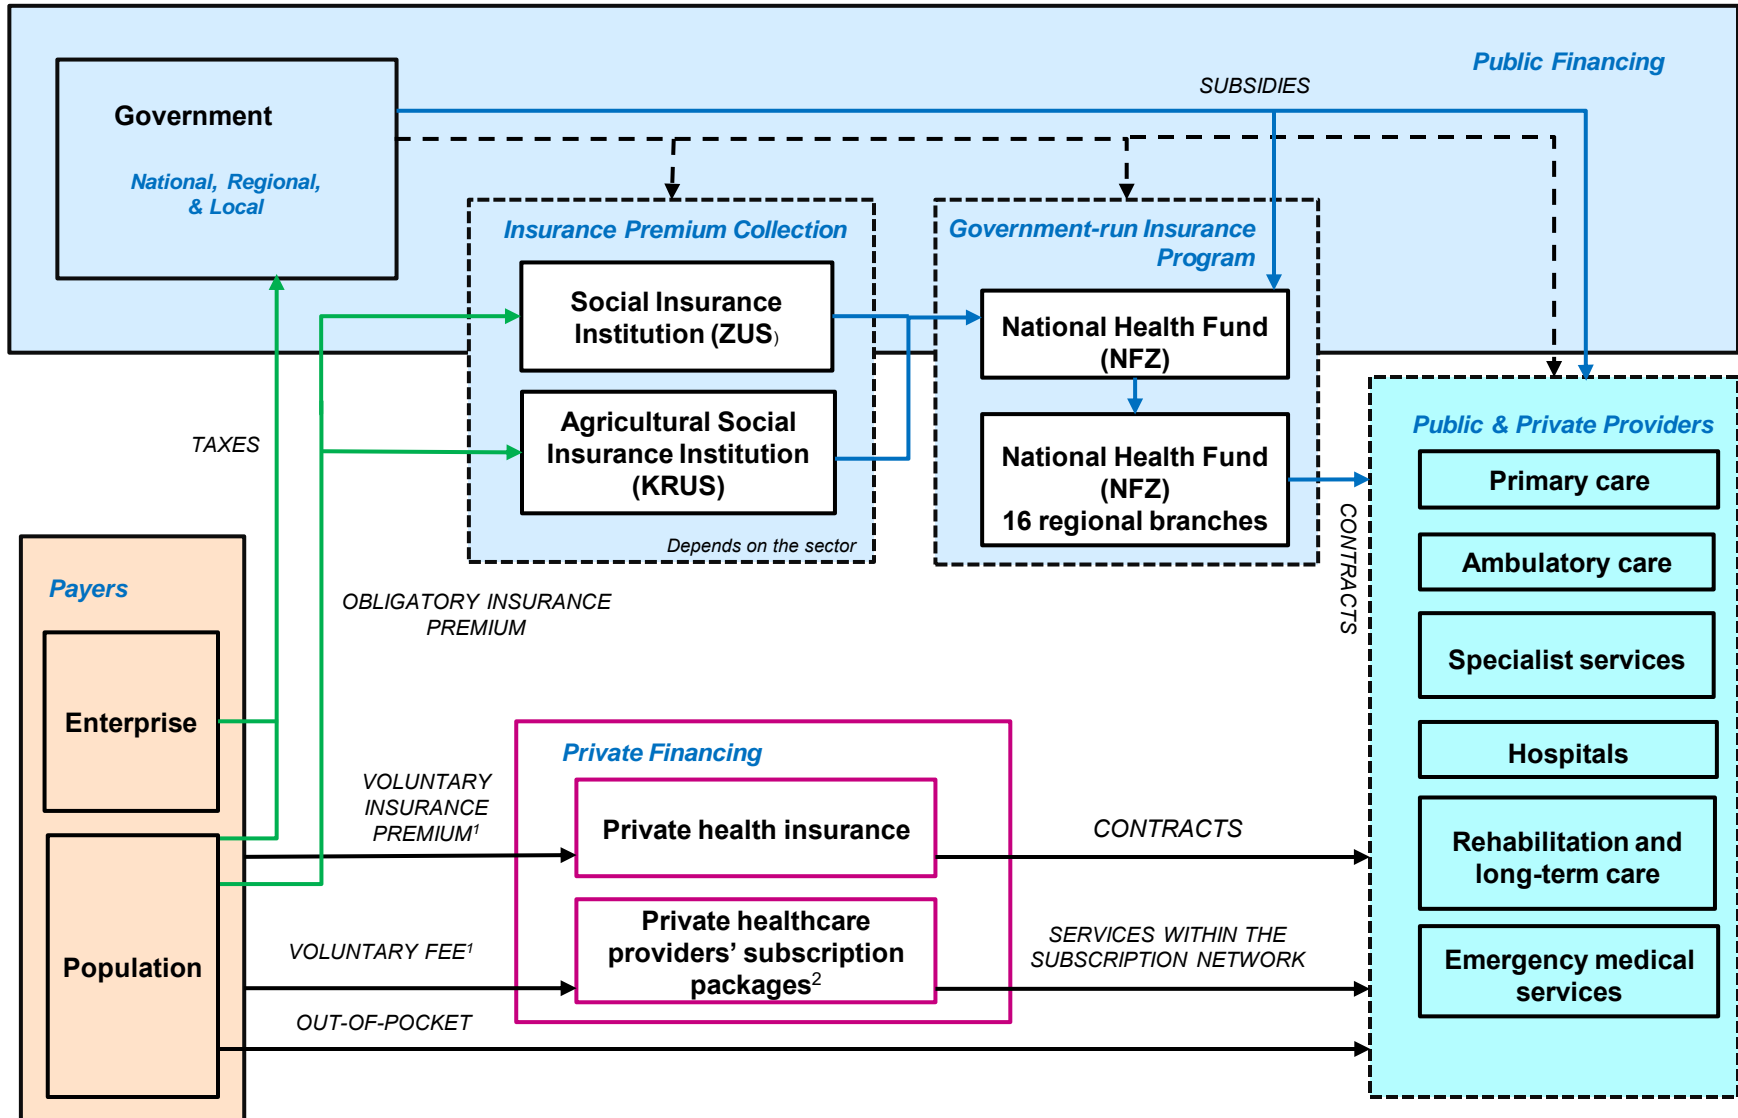 Public Financing
SUBSIDIES
Government
National, Regional,
& Local
Insurance Premium Collection
Social Insurance
Institution (ZUS)
Agricultural Social
Insurance Institution
(KRUS)
Depends on the sector
Government-run Insurance
Program
National Health Fund
(NFZ)
National Health Fund
(NFZ)
16 regional branches
CONTRACTS
Public & Private Providers
Primary care
Ambulatory care
Specialist services
Hospitals
Rehabilitation and
long-term care
Emergency medical
services
TAXES
OBLIGATORY INSURANCE
PREMIUM
Payers
Enterprise
Population
VOLUNTARY
INSURANCE
PREMIUM¹
VOLUNTARY FEE¹
OUT-OF-POCKET
Private Financing
Private health insurance
Private healthcare
providers’ subscription
packages²
CONTRACTS
SERVICES WITHIN THE
SUBSCRIPTION NETWORK